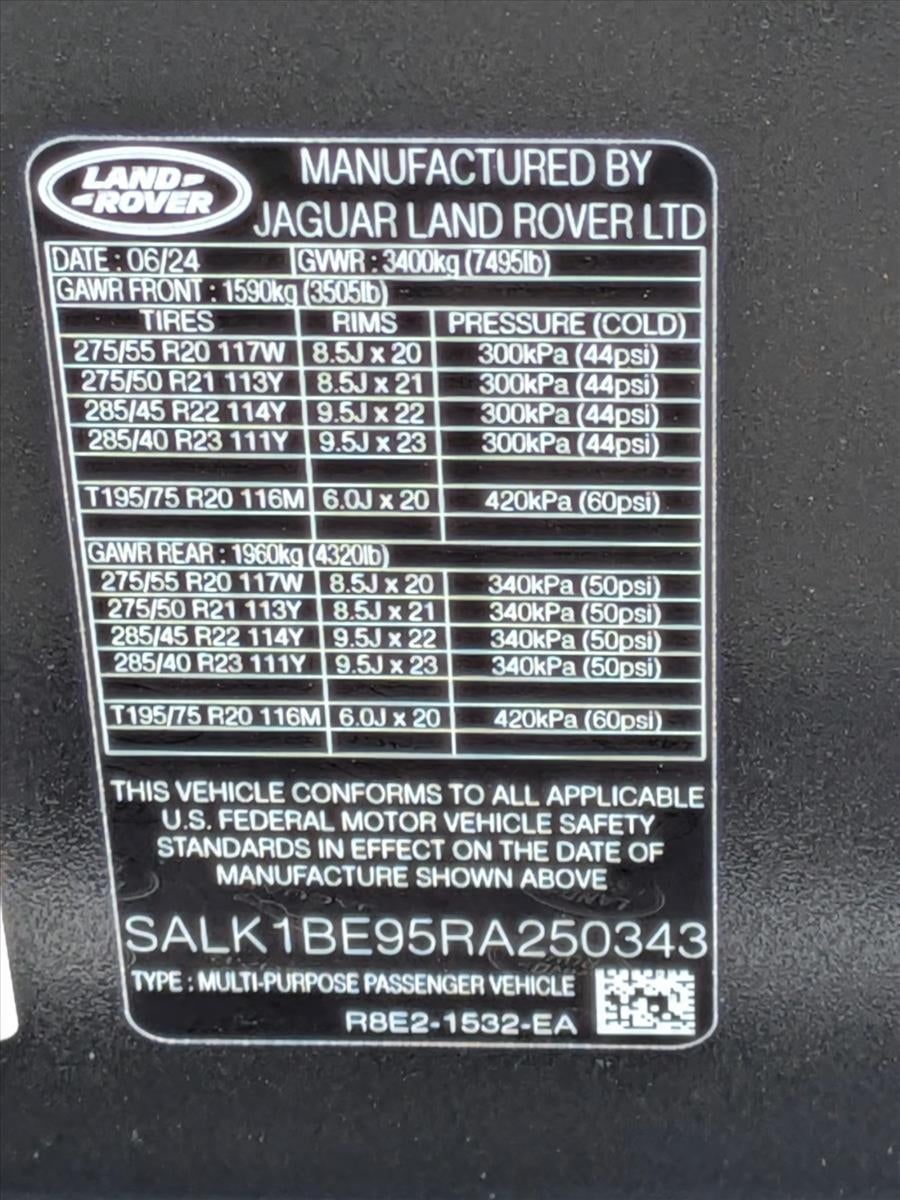 LAND ROVER
MANUFACTURED BY
JAGUAR LAND ROVER LTD
DATE : 06/24 GVWR : 3400kg (7495lb)
GAWR FRONT : 1590kg (3505lb)
TIRES RIMS PRESSURE (COLD)
275/55 R20 117W 8.5J x 20 300kPa (44psi)
275/50 R21 113Y 8.5J x 21 300kPa (44psi)
285/45 R22 114Y 9.5J x 22 300kPa (44psi)
285/40 R23 111Y 9.5J x 23 300kPa (44psi)
T195/75 R20 116M 6.0J x 20 420kPa (60psi)
GAWR REAR : 1960kg (4320lb)
275/55 R20 117W 8.5J x 20 340kPa (50psi)
275/50 R21 113Y 8.5J x 21 340kPa (50psi)
285/45 R22 114Y 9.5J x 22 340kPa (50psi)
285/40 R23 111Y 9.5J x 23 340kPa (50psi)
T195/75 R20 116M 6.0J x 20 420kPa (60psi)
THIS VEHICLE CONFORMS TO ALL APPLICABLE
U.S. FEDERAL MOTOR VEHICLE SAFETY
STANDARDS IN EFFECT ON THE DATE OF
MANUFACTURE SHOWN ABOVE
SALK1BE95RA250343
TYPE : MULTI-PURPOSE PASSENGER VEHICLE
R8E2-1532-EA